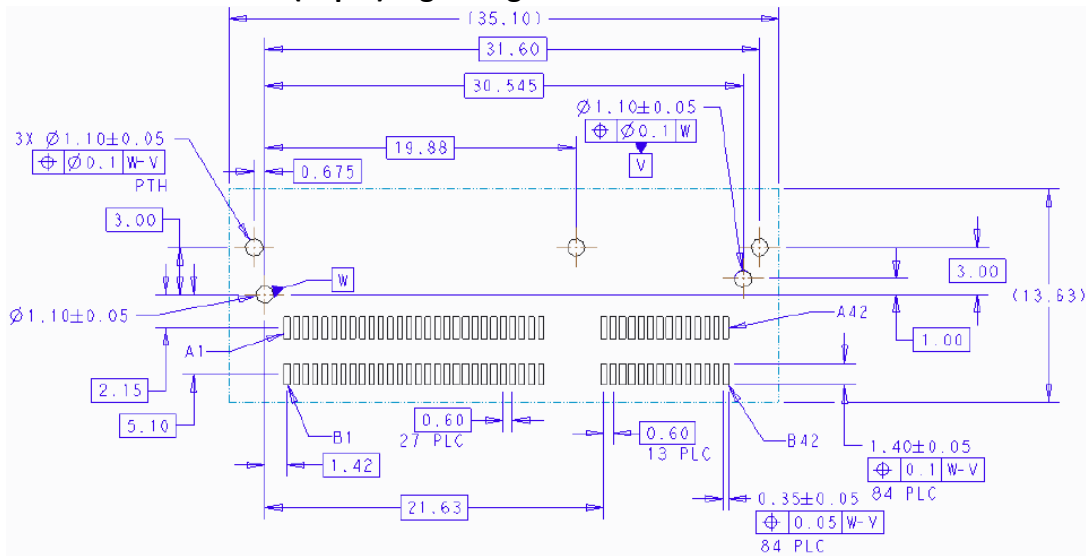 (35.10)
31.60
30.545
Ø1.10±0.05
⌖ Ø0.1 W
V
3X Ø1.10±0.05
⌖ Ø0.1 W-V
PTH
19.88
0.675
3.00
W
3.00
(13.63)
Ø1.10±0.05
A1
A42
1.00
2.15
5.10
B1
0.60
27 PLC
0.60
13 PLC
B42
1.42
1.40±0.05
⌖ 0.1 W-V
84 PLC
21.63
0.35±0.05
⌖ 0.05 W-V
84 PLC